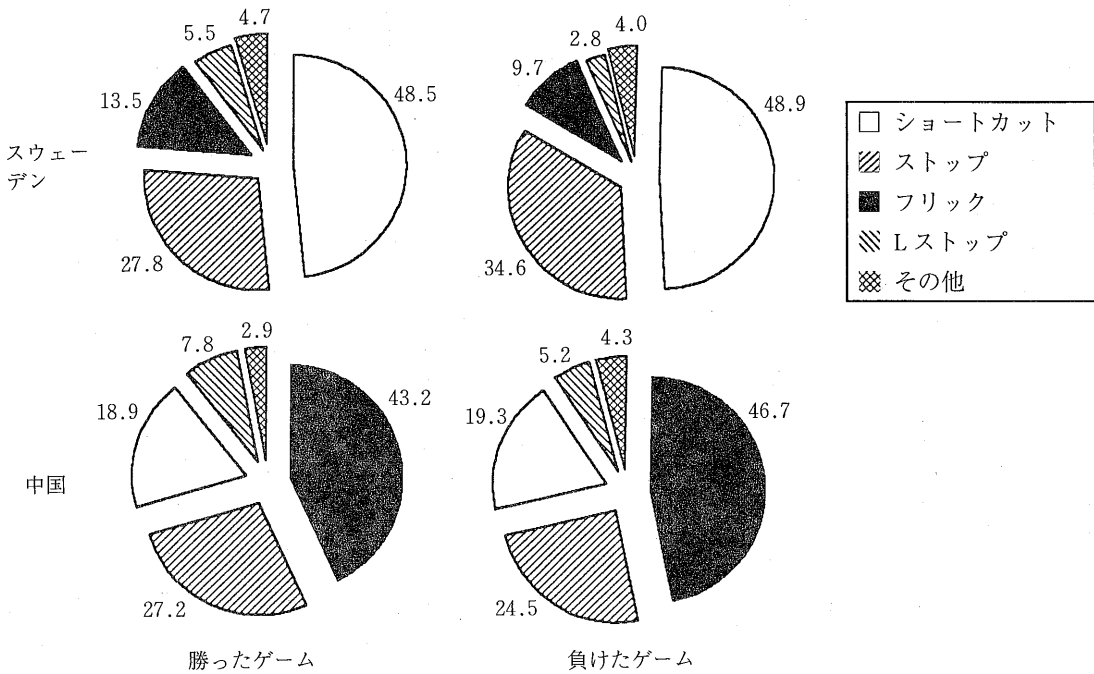 4.7
5.5
13.5
48.5
27.8
スウェー
デン
4.0
2.8
9.7
48.9
34.6
ショートカット
ストップ
フリック
Lストップ
その他
2.9
7.8
18.9
43.2
27.2
中国
4.3
5.2
19.3
46.7
24.5
勝ったゲーム
負けたゲーム